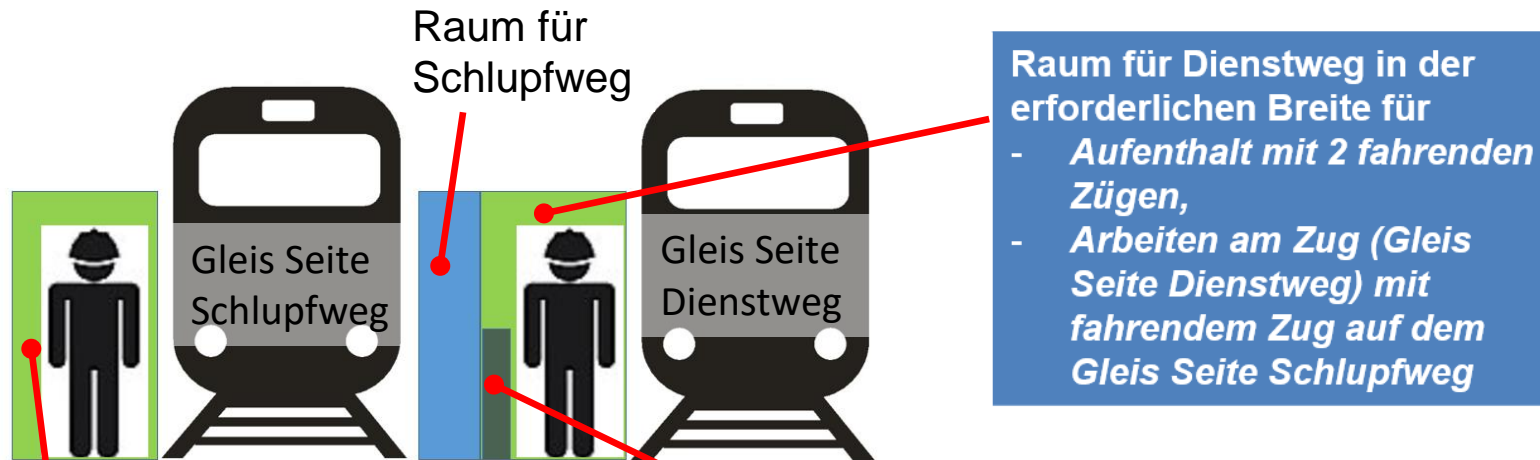 Raum für
Schlupfweg
Gleis Seite
Schlupfweg
Gleis Seite
Dienstweg
Raum für Dienstweg in der
erforderlichen Breite für
- Aufenthalt mit 2 fahrenden
Zügen,
- Arbeiten am Zug (Gleis
Seite Dienstweg) mit
fahrendem Zug auf dem
Gleis Seite Schlupfweg